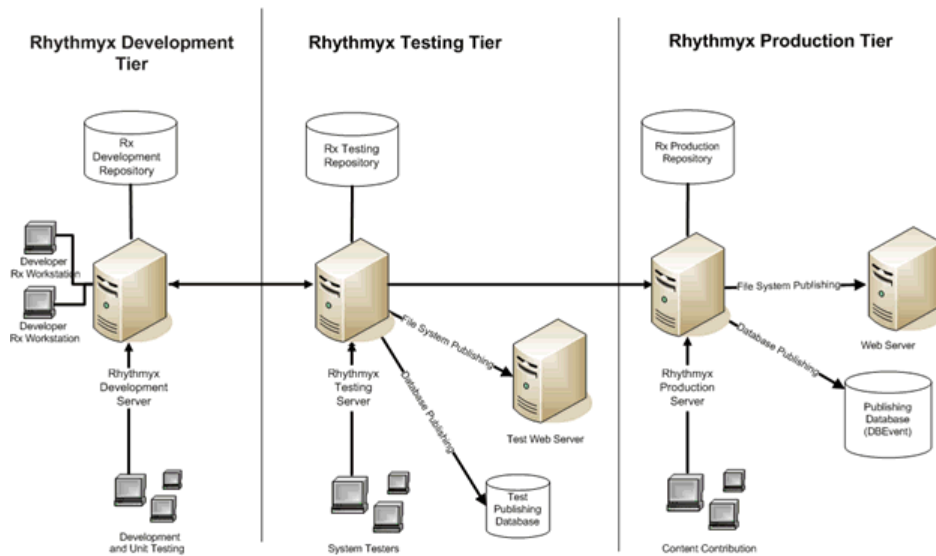 Rhythmyx Development
Tier
Rhythmyx Testing Tier
Rhythmyx Production Tier
Rx
Development
Repository
Rx Testing
Repository
Rx Production
Repository
Developer
Rx Workstation
Developer
Rx Workstation
Rhythmyx
Development
Server
Development
and Unit Testing
File System Publishing
Database Publishing
Rhythmyx
Testing
Server
Test Web Server
Test
Publishing
Database
System Testers
File System Publishing
Database Publishing
Web Server
Rhythmyx
Production
Server
Publishing
Database
(DBEvent)
Content Contribution